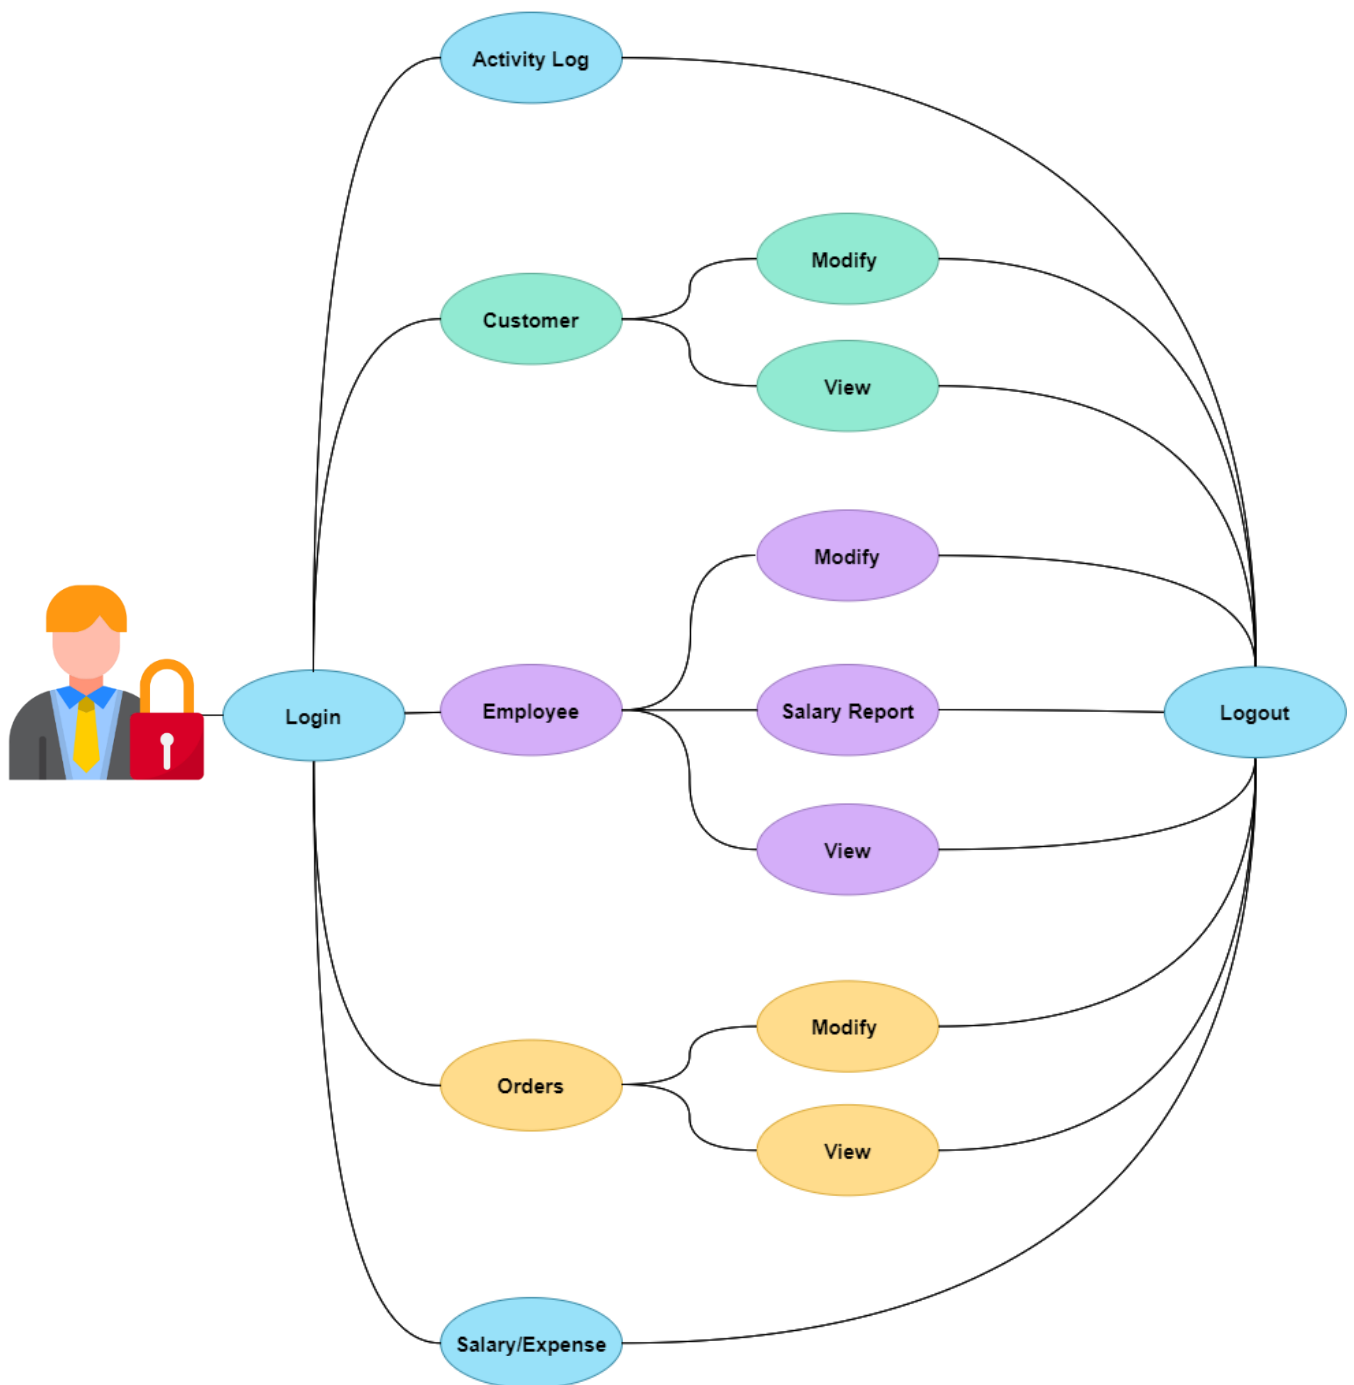 Activity Log
Modify
Customer
View
Modify
Login
Employee
Salary Report
Logout
View
Modify
Orders
View
Salary/Expense